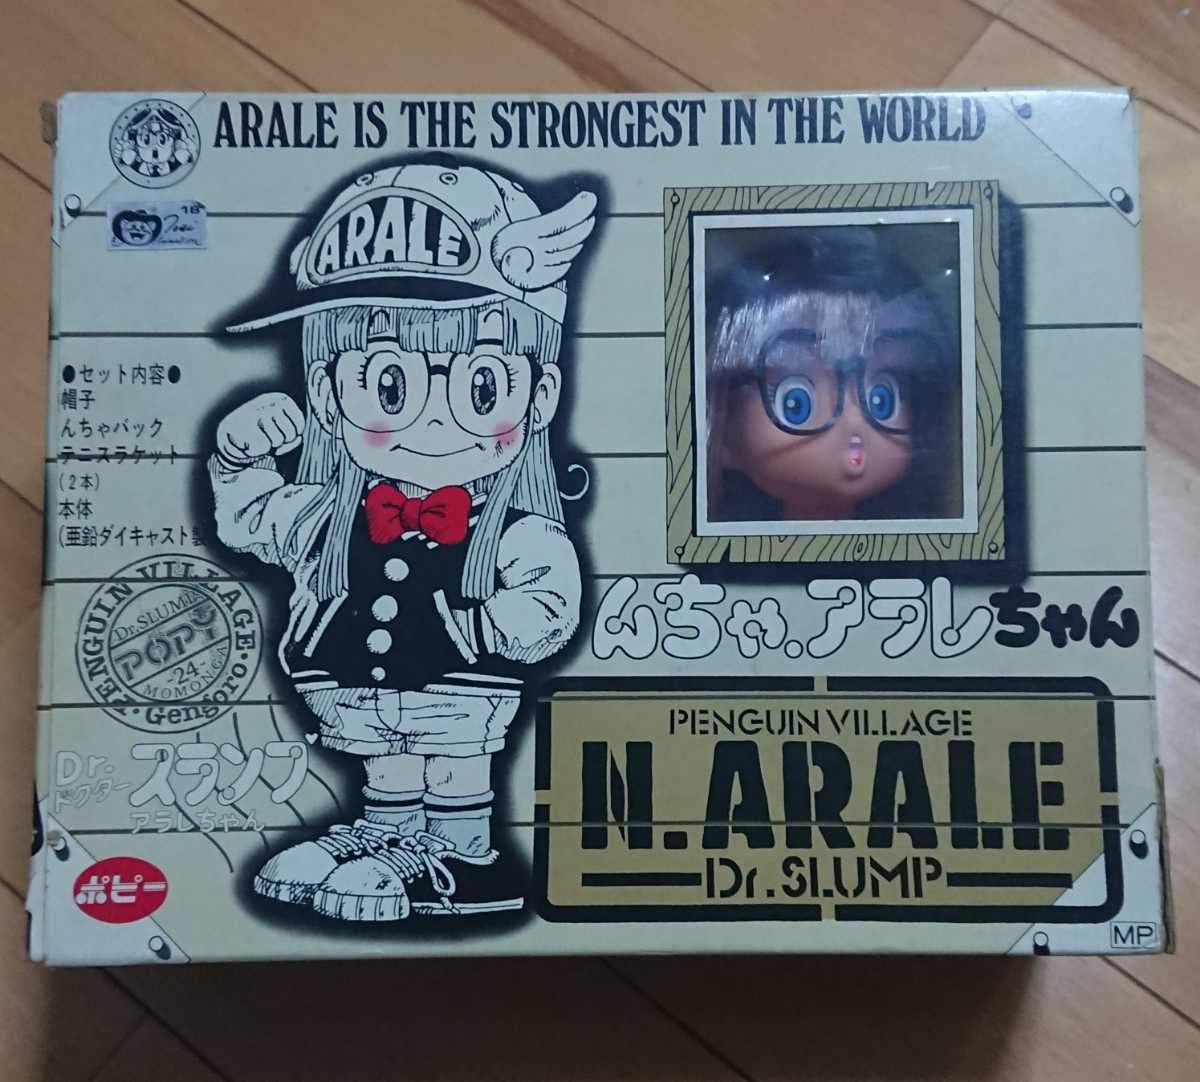 ARALE IS THE STRONGEST IN THE WORLD
18
ARALE
●セット内容●
帽子
んちゃバック
テニスラケット
(2本)
本体
(亜鉛ダイキャスト製
PENGUIN VILLAGE・Gengoro・
Dr.SLUMP
POPY
-24-
MOMONGA
んちゃ.アラレちゃん
Dr.
ドクター
スランプ
アラレちゃん
PENGUIN VILLAGE
N.ARALE
Dr.SLUMP
ポピー
MP